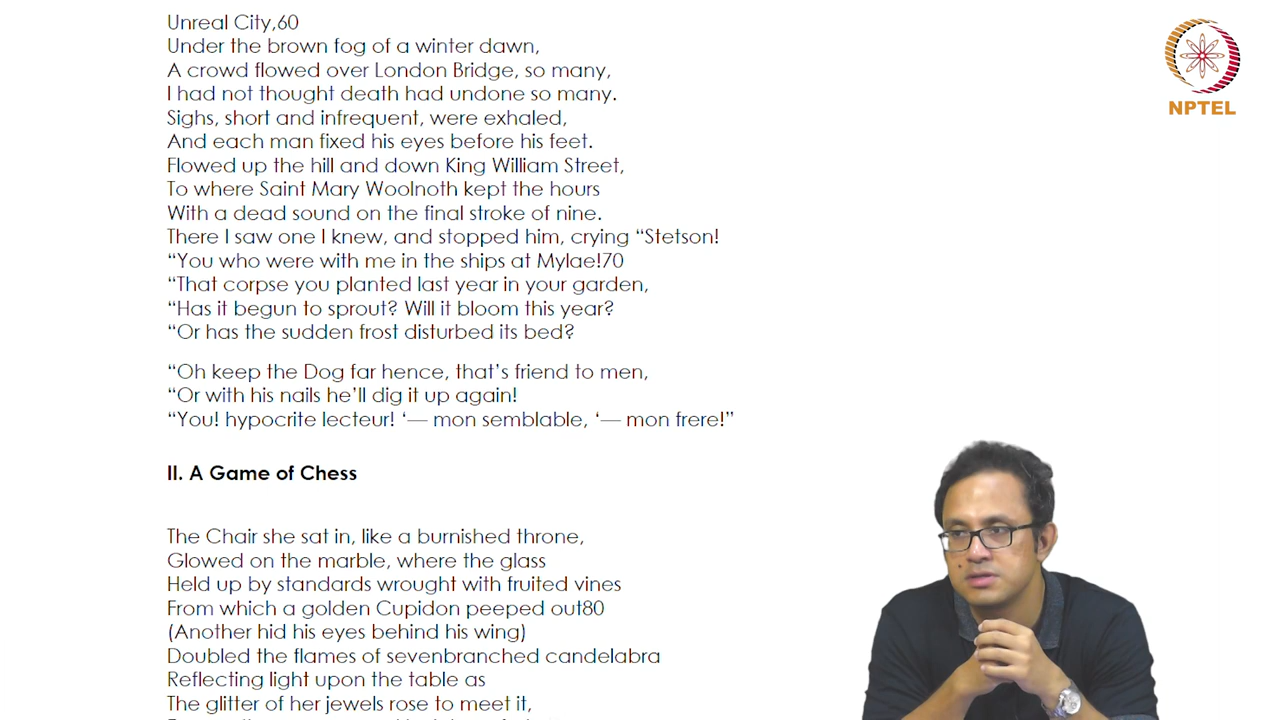 Unreal City,60
Under the brown fog of a winter dawn,
A crowd flowed over London Bridge, so many,
I had not thought death had undone so many.
Sighs, short and infrequent, were exhaled,
And each man fixed his eyes before his feet.
Flowed up the hill and down King William Street,
To where Saint Mary Woolnoth kept the hours
With a dead sound on the final stroke of nine.
There I saw one I knew, and stopped him, crying “Stetson!
“You who were with me in the ships at Mylae!70
“That corpse you planted last year in your garden,
“Has it begun to sprout? Will it bloom this year?
“Or has the sudden frost disturbed its bed?
“Oh keep the Dog far hence, that’s friend to men,
“Or with his nails he’ll dig it up again!
“You! hypocrite lecteur! ‘— mon semblable, ‘— mon frere!”
II. A Game of Chess
The Chair she sat in, like a burnished throne,
Glowed on the marble, where the glass
Held up by standards wrought with fruited vines
From which a golden Cupidon peeped out80
(Another hid his eyes behind his wing)
Doubled the flames of sevenbranched candelabra
Reflecting light upon the table as
The glitter of her jewels rose to meet it,
NPTEL